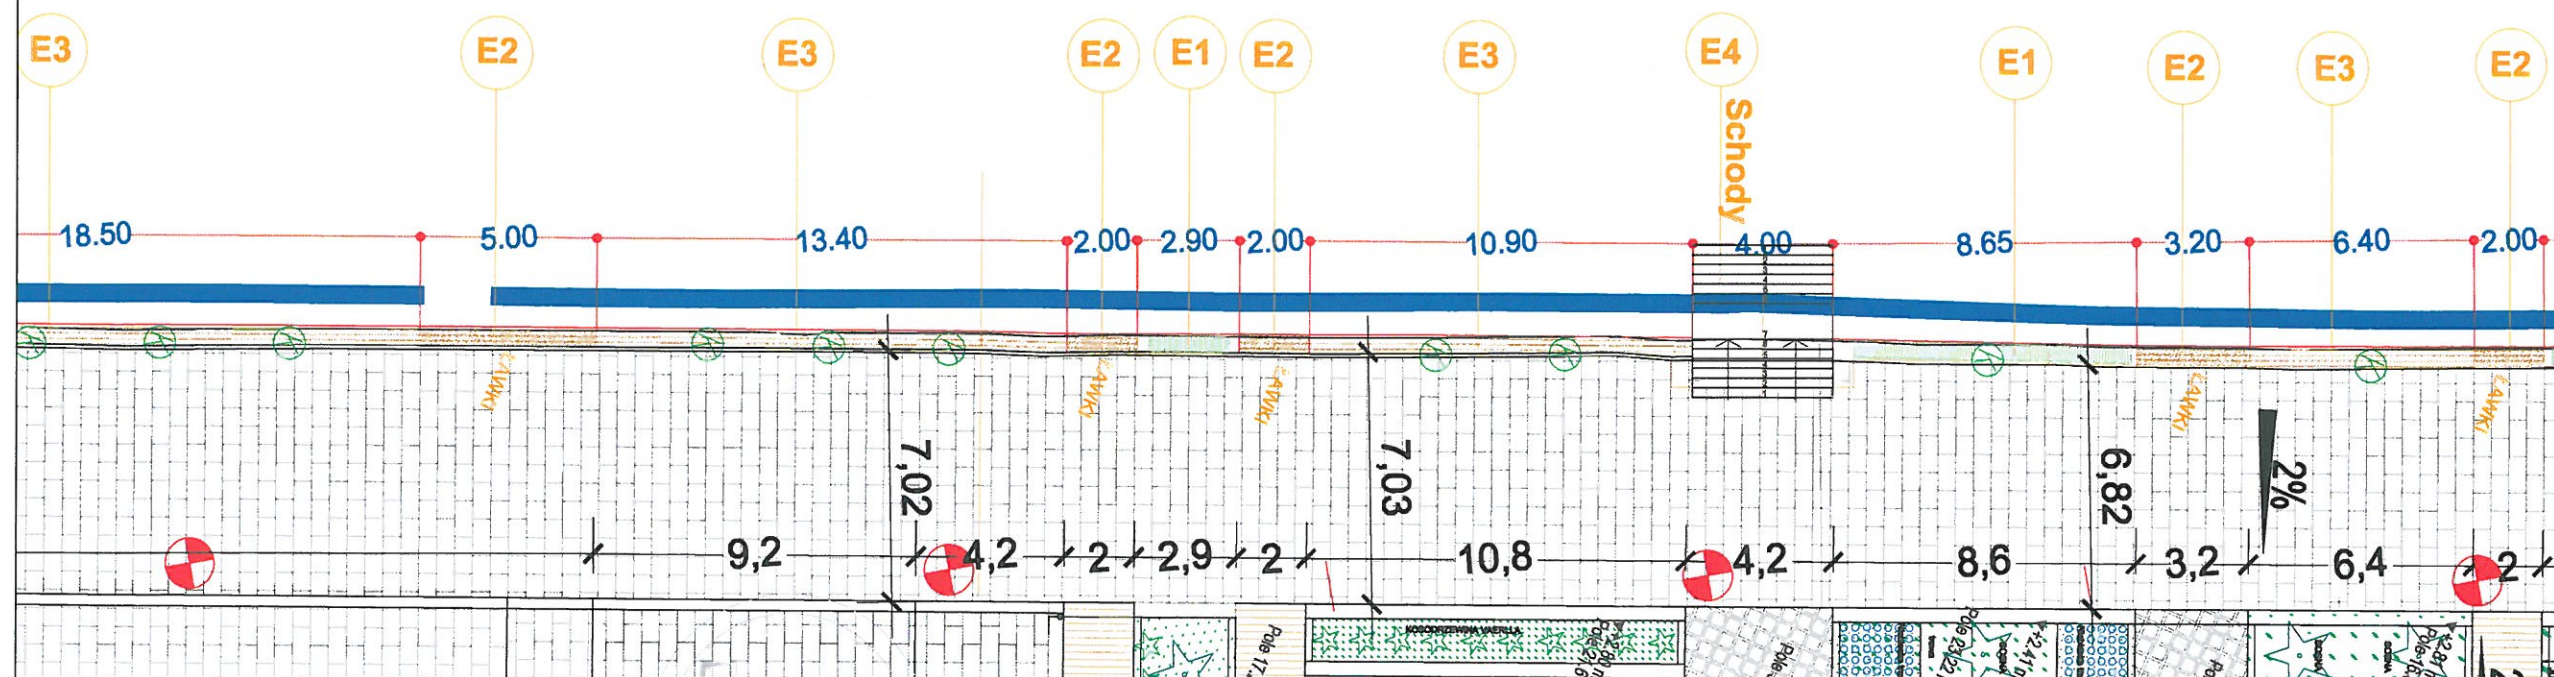 E3 E2 E3 E2 E1 E2 E3 E4 E1 E2 E3 E2
Schody
18.50 5.00 13.40 2.00 2.90 2.00 10.90 4.00 8.65 3.20 6.40 2.00
ŁAWKI ŁAWKI ŁAWKI ŁAWKI ŁAWKI
7,02 7,03 6,82 2%
9,2 4,2 2 2,9 2 10,8 4,2 8,6 3,2 6,4 2
Pole 17.
Pole